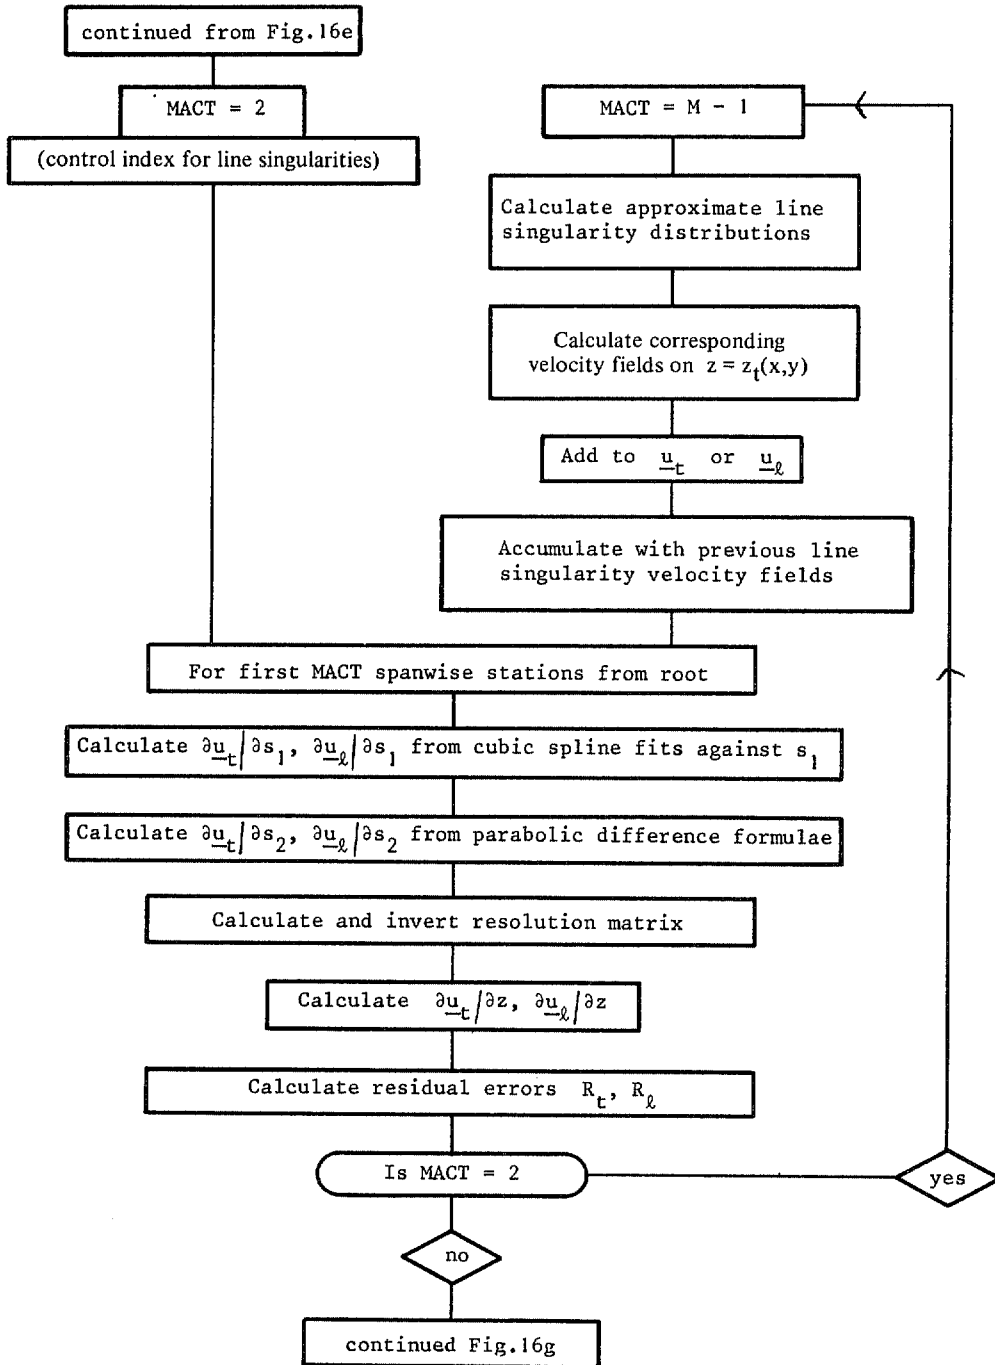 continued from Fig.16e
MACT = 2
(control index for line singularities)
MACT = M - 1
Calculate approximate line
singularity distributions
Calculate corresponding
velocity fields on z = z_t(x,y)
Add to u_t or u_ℓ
Accumulate with previous line
singularity velocity fields
For first MACT spanwise stations from root
Calculate ∂u_t/∂s_1, ∂u_ℓ/∂s_1 from cubic spline fits against s_1
Calculate ∂u_t/∂s_2, ∂u_ℓ/∂s_2 from parabolic difference formulae
Calculate and invert resolution matrix
Calculate ∂u_t/∂z, ∂u_ℓ/∂z
Calculate residual errors R_t, R_ℓ
Is MACT = 2
yes
no
continued Fig.16g